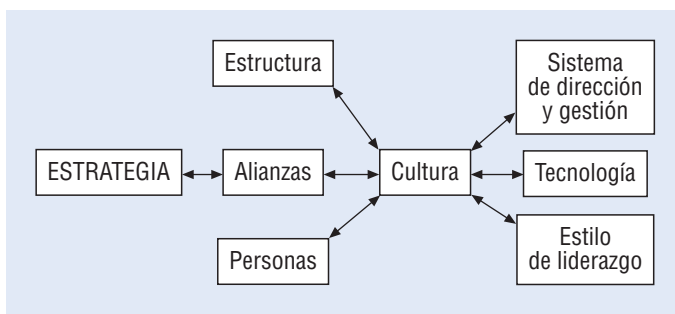 Estructura
Sistema
de dirección
y gestión
ESTRATEGIA
Alianzas
Cultura
Tecnología
Personas
Estilo
de liderazgo